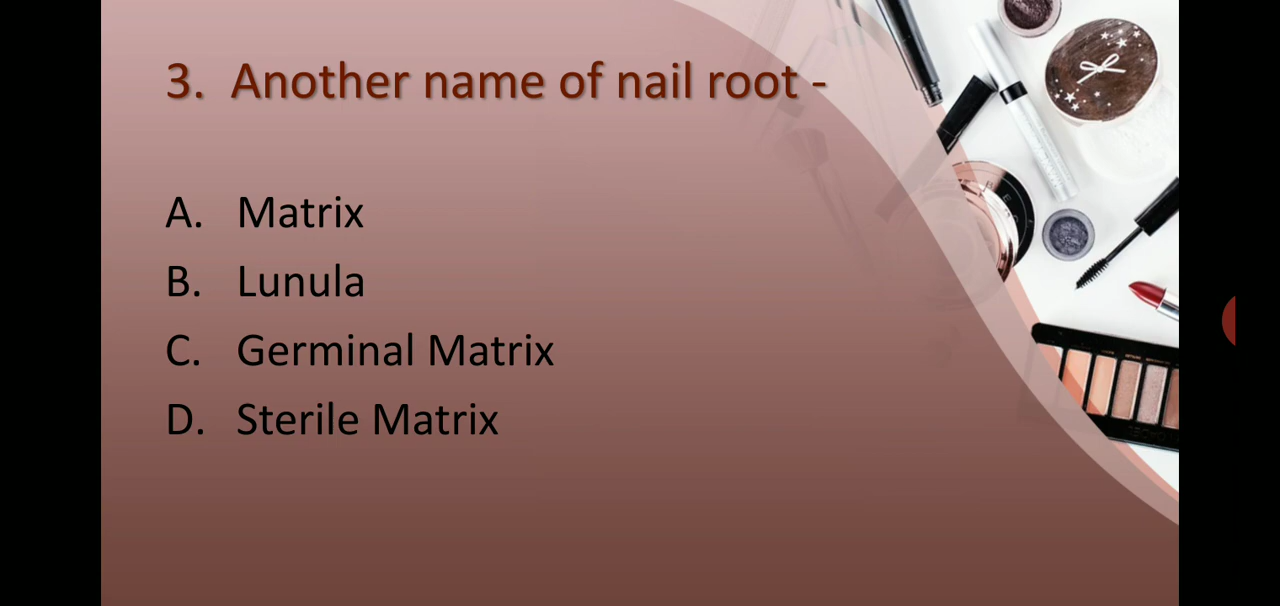 3. Another name of nail root -
A. Matrix
B. Lunula
C. Germinal Matrix
D. Sterile Matrix